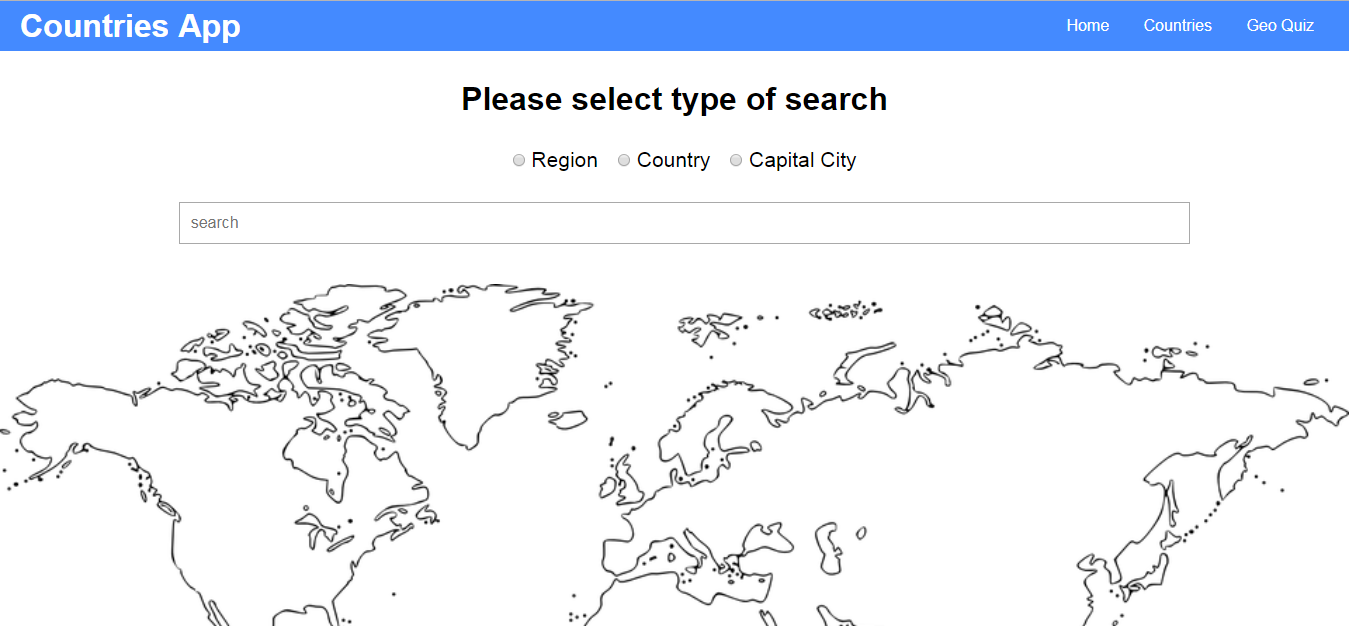 Countries App
Home Countries Geo Quiz
Please select type of search
Region Country Capital City
search